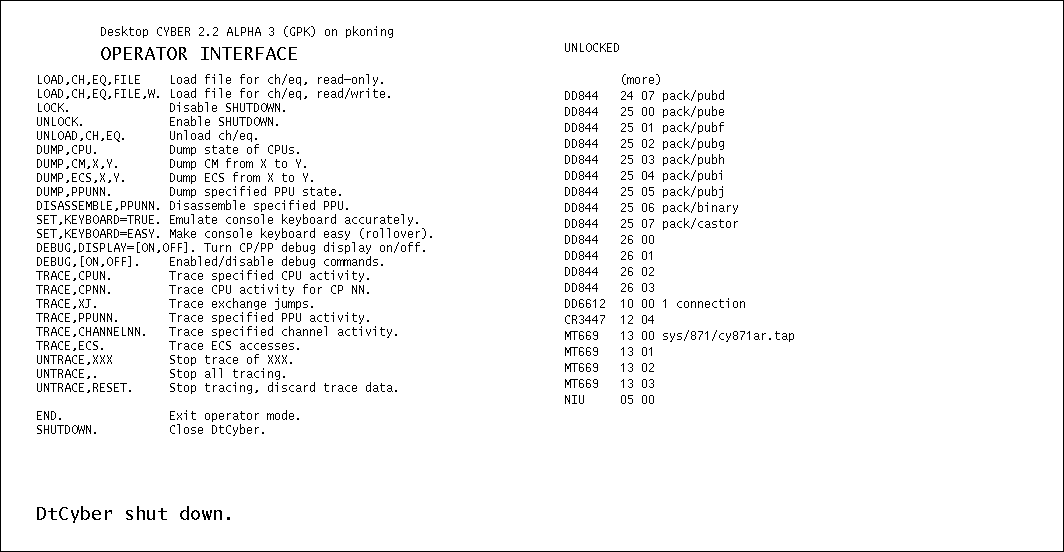 Desktop CYBER 2.2 ALPHA 3 (GPK) on pkoning
OPERATOR INTERFACE
LOAD,CH,EQ,FILE Load file for ch/eq, read-only.
LOAD,CH,EQ,FILE,W. Load file for ch/eq, read/write.
LOCK. Disable SHUTDOWN.
UNLOCK. Enable SHUTDOWN.
UNLOAD,CH,EQ. Unload ch/eq.
DUMP,CPU. Dump state of CPUs.
DUMP,CM,X,Y. Dump CM from X to Y.
DUMP,ECS,X,Y. Dump ECS from X to Y.
DUMP,PPUNN. Dump specified PPU state.
DISASSEMBLE,PPUNN. Disassemble specified PPU.
SET,KEYBOARD=TRUE. Emulate console keyboard accurately.
SET,KEYBOARD=EASY. Make console keyboard easy (rollover).
DEBUG,DISPLAY=[ON,OFF]. Turn CP/PP debug display on/off.
DEBUG,[ON,OFF]. Enabled/disable debug commands.
TRACE,CPUN. Trace specified CPU activity.
TRACE,CPNN. Trace CPU activity for CP NN.
TRACE,XJ. Trace exchange jumps.
TRACE,PPUNN. Trace specified PPU activity.
TRACE,CHANNELNN. Trace specified channel activity.
TRACE,ECS. Trace ECS accesses.
UNTRACE,XXX Stop trace of XXX.
UNTRACE,. Stop all tracing.
UNTRACE,RESET. Stop tracing, discard trace data.
END. Exit operator mode.
SHUTDOWN. Close DtCyber.
DtCyber shut down.
UNLOCKED
(more)
DD844 24 07 pack/pubd
DD844 25 00 pack/pube
DD844 25 01 pack/pubf
DD844 25 02 pack/pubg
DD844 25 03 pack/pubh
DD844 25 04 pack/pubi
DD844 25 05 pack/pubj
DD844 25 06 pack/binary
DD844 25 07 pack/castor
DD844 26 00
DD844 26 01
DD844 26 02
DD844 26 03
DD6612 10 00 1 connection
CR3447 12 04
MT669 13 00 sys/871/cy871ar.tap
MT669 13 01
MT669 13 02
MT669 13 03
NIU 05 00